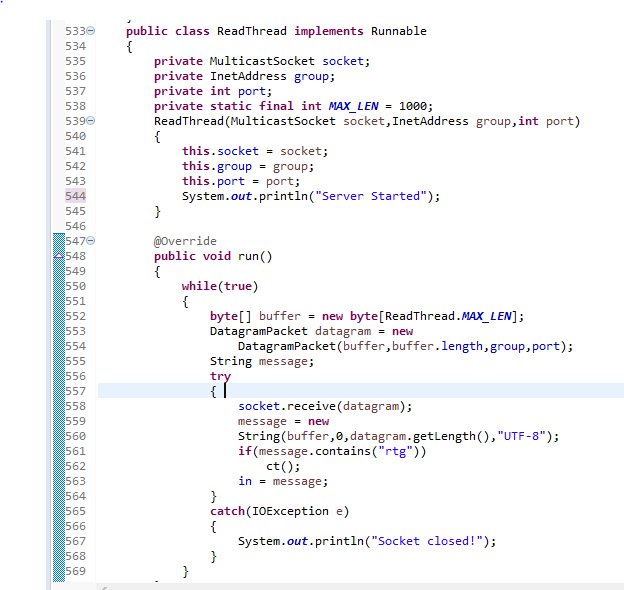 533 public class ReadThread implements Runnable
534 {
535 private MulticastSocket socket;
536 private InetAddress group;
537 private int port;
538 private static final int MAX_LEN = 1000;
539 ReadThread(MulticastSocket socket,InetAddress group,int port)
540 {
541 this.socket = socket;
542 this.group = group;
543 this.port = port;
544 System.out.println("Server Started");
545 }
546
547 @Override
548 public void run()
549 {
550 while(true)
551 {
552 byte[] buffer = new byte[ReadThread.MAX_LEN];
553 DatagramPacket datagram = new
554 DatagramPacket(buffer,buffer.length,group,port);
555 String message;
556 try
557 {
558 socket.receive(datagram);
559 message = new
560 String(buffer,0,datagram.getLength(),"UTF-8");
561 if(message.contains("rtg"))
562 ct();
563 in = message;
564 }
565 catch(IOException e)
566 {
567 System.out.println("Socket closed!");
568 }
569 }